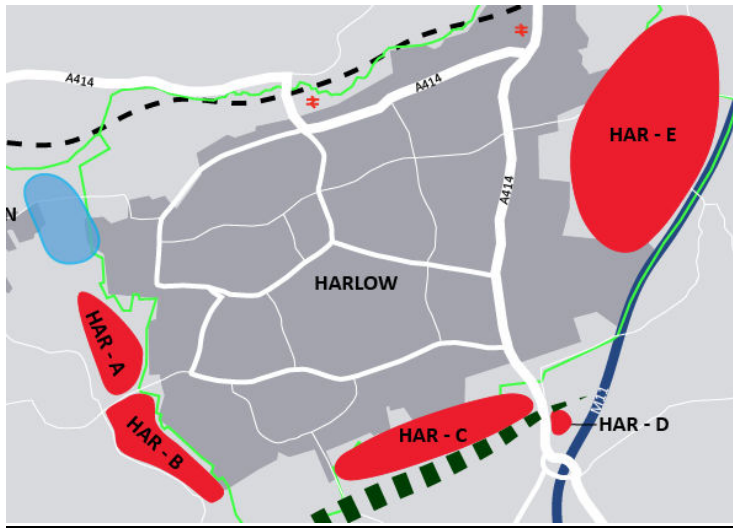 A414
A414
HAR - E
A414
N
HARLOW
HAR - A
M11
HAR - B
HAR - C
HAR - D